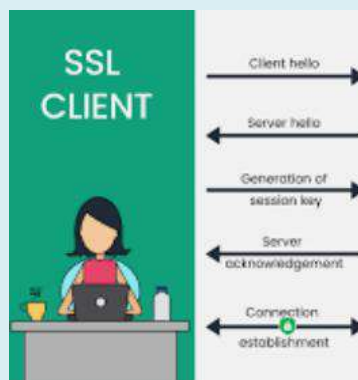 SSL
CLIENT
Client hello
Server hello
Generation of
session key
Server
acknowledgement
Connection
establishment